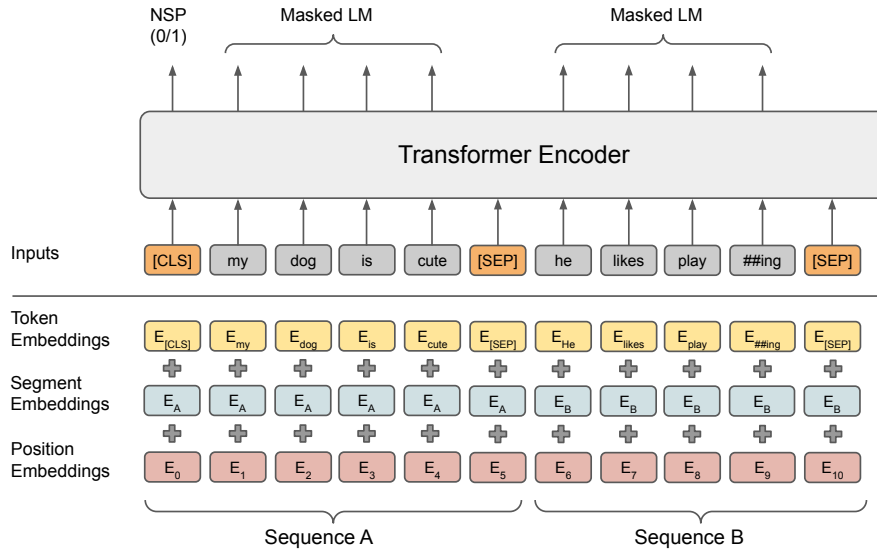 NSP
(0/1)
Masked LM
Masked LM
Transformer Encoder
Inputs
[CLS] my dog is cute [SEP] he likes play ##ing [SEP]
Token
Embeddings
E[CLS] Emy Edog Eis Ecute E[SEP] EHe Elikes Eplay E##ing E[SEP]
Segment
Embeddings
EA EA EA EA EA EA EB EB EB EB EB
Position
Embeddings
E0 E1 E2 E3 E4 E5 E6 E7 E8 E9 E10
Sequence A
Sequence B